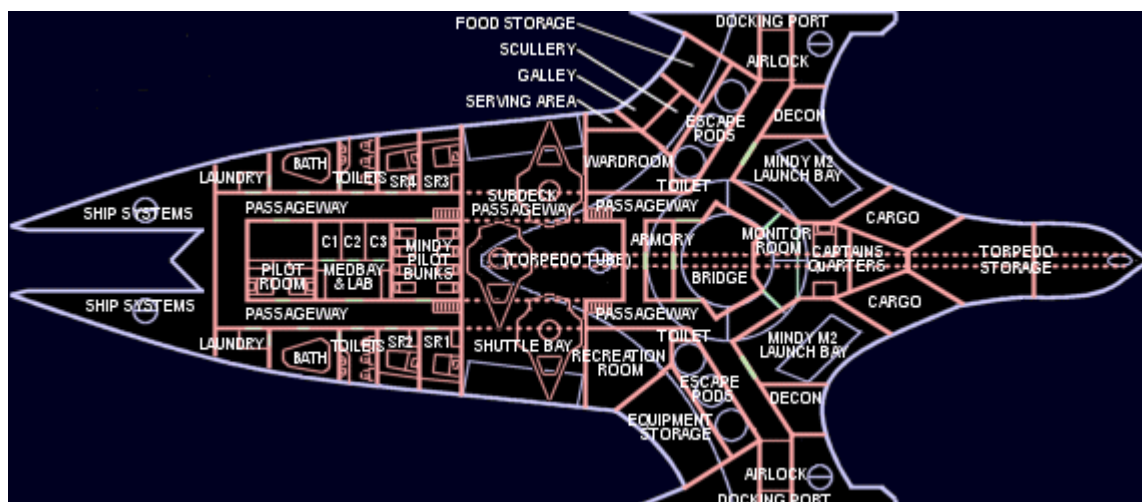 DOCKING PORT
FOOD STORAGE
SCULLERY
GALLEY
SERVING AREA
AIRLOCK
ESCAPE
PODS
DECON
LAUNDRY
BATH
TOILETS
SR4
SR3
WARDROOM
TOILET
MINDY M2
LAUNCH BAY
SHIP SYSTEMS
PASSAGEWAY
SUBDECK
PASSAGEWAY
PASSAGEWAY
CARGO
C1
C2
C3
MINDY
PILOT
BUNKS
PILOT
ROOM
MEDBAY
& LAB
(TORPEDO TUBE)
ARMORY
BRIDGE
MONITOR
ROOM
CAPTAINS
QUARTERS
TORPEDO
STORAGE
SHIP SYSTEMS
PASSAGEWAY
PASSAGEWAY
CARGO
LAUNDRY
BATH
TOILETS
SR2
SR1
SHUTTLE BAY
RECREATION
ROOM
TOILET
MINDY M2
LAUNCH BAY
ESCAPE
PODS
DECON
EQUIPMENT
STORAGE
AIRLOCK
DOCKING PORT